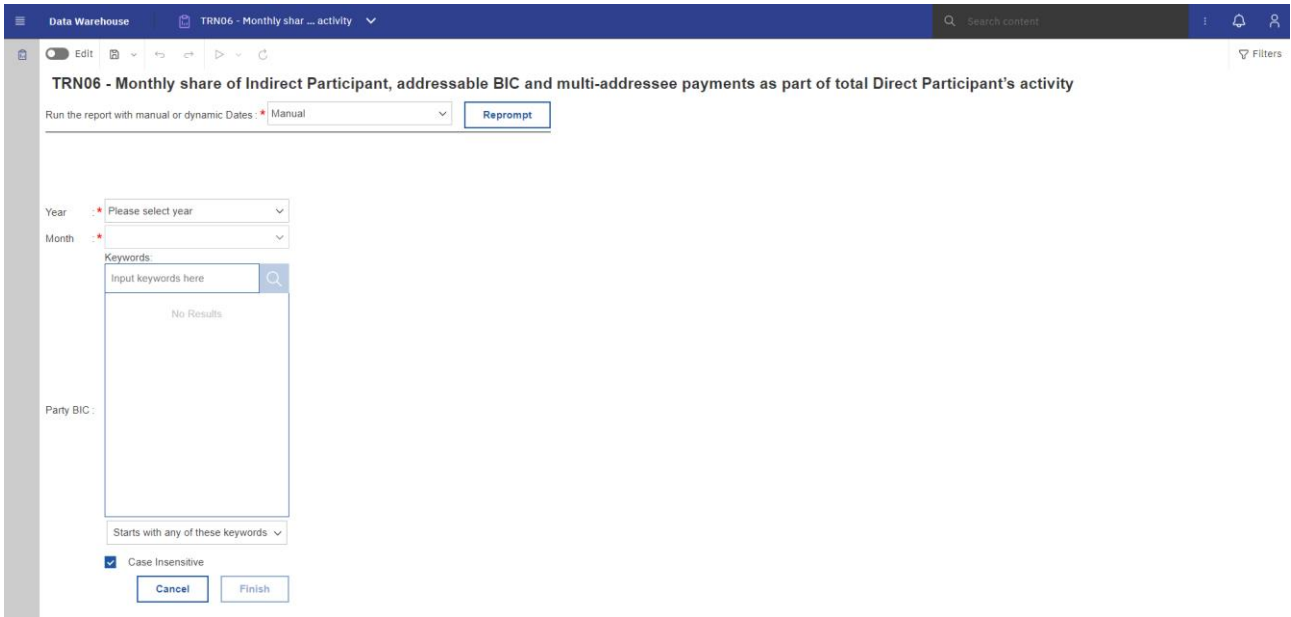 Data Warehouse TRN06 - Monthly shar ... activity Search content
Edit Filters
TRN06 - Monthly share of Indirect Participant, addressable BIC and multi-addressee payments as part of total Direct Participant’s activity
Run the report with manual or dynamic Dates : * Manual Reprompt
Year : * Please select year
Month : *
Keywords:
Input keywords here
No Results
Party BIC :
Starts with any of these keywords
Case Insensitive
Cancel Finish